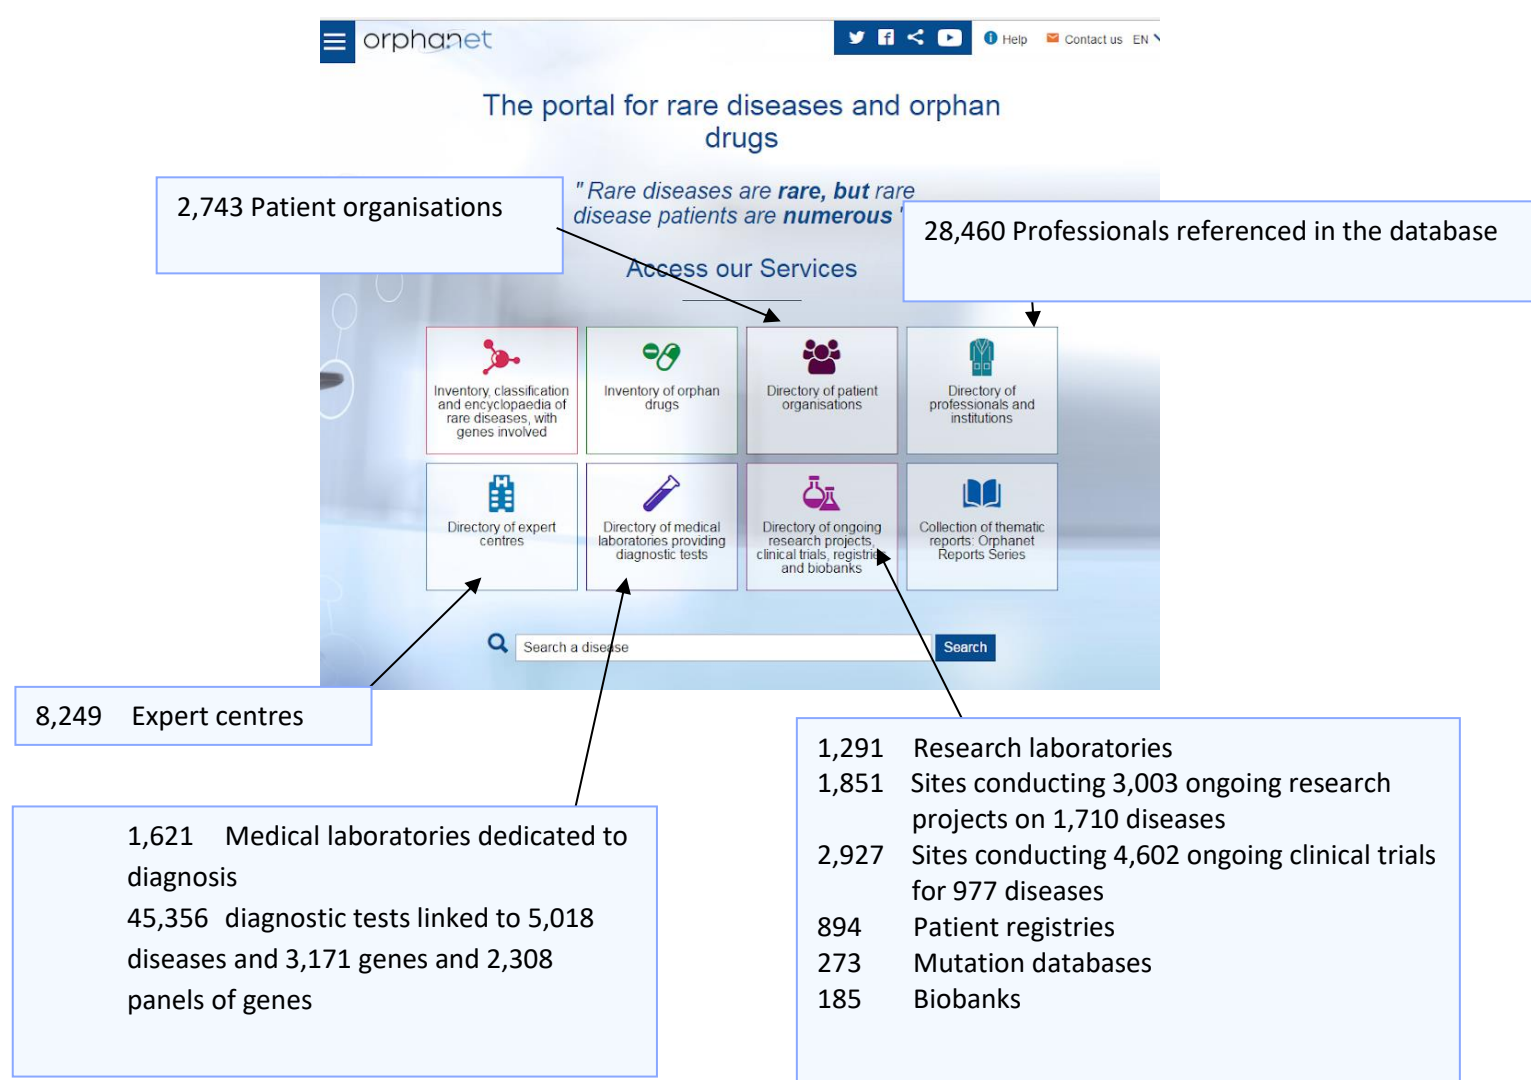 orphanet
Help
Contact us
EN
The portal for rare diseases and orphan
drugs
" Rare diseases are rare, but rare
disease patients are numerous "
2,743 Patient organisations
28,460 Professionals referenced in the database
Access our Services
Inventory, classification
and encyclopaedia of
rare diseases, with
genes involved
Inventory of orphan
drugs
Directory of patient
organisations
Directory of
professionals and
institutions
Directory of expert
centres
Directory of medical
laboratories providing
diagnostic tests
Directory of ongoing
research projects,
clinical trials, registries
and biobanks
Collection of thematic
reports: Orphanet
Reports Series
Search a disease
Search
8,249 Expert centres
1,621 Medical laboratories dedicated to
diagnosis
45,356 diagnostic tests linked to 5,018
diseases and 3,171 genes and 2,308
panels of genes
1,291 Research laboratories
1,851 Sites conducting 3,003 ongoing research
projects on 1,710 diseases
2,927 Sites conducting 4,602 ongoing clinical trials
for 977 diseases
894 Patient registries
273 Mutation databases
185 Biobanks